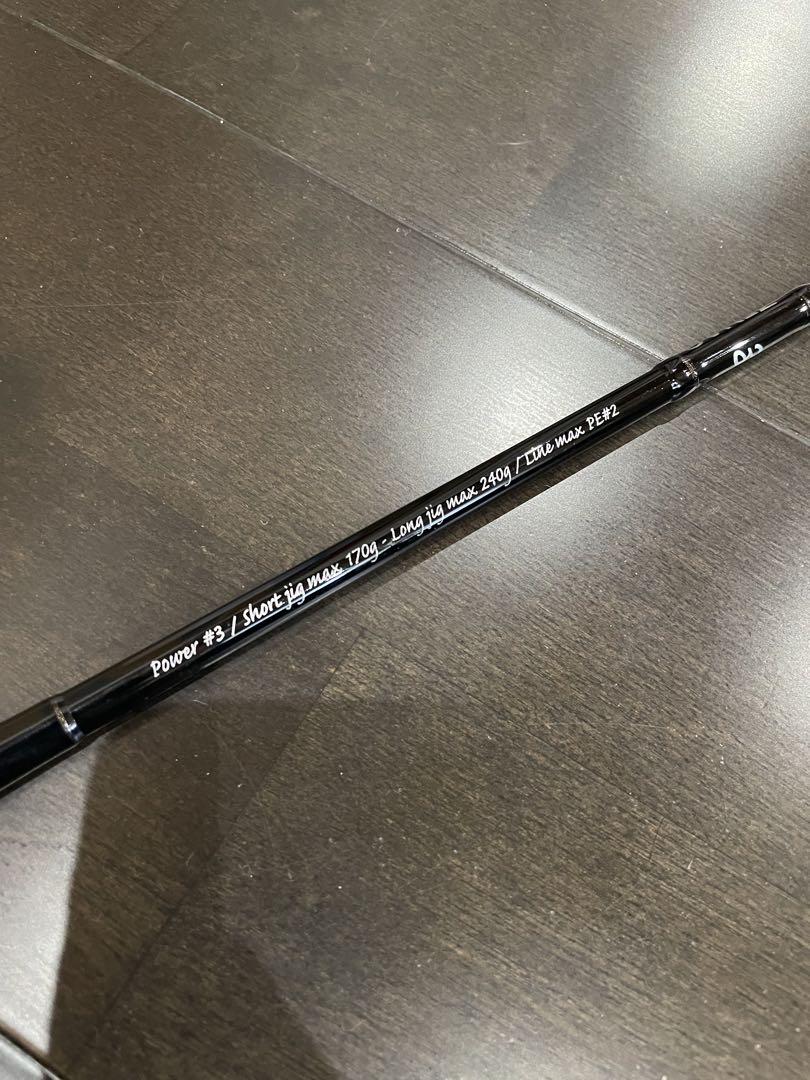 Power #3 / Short jig max 170g - Long jig max 240g / Line max PE#2